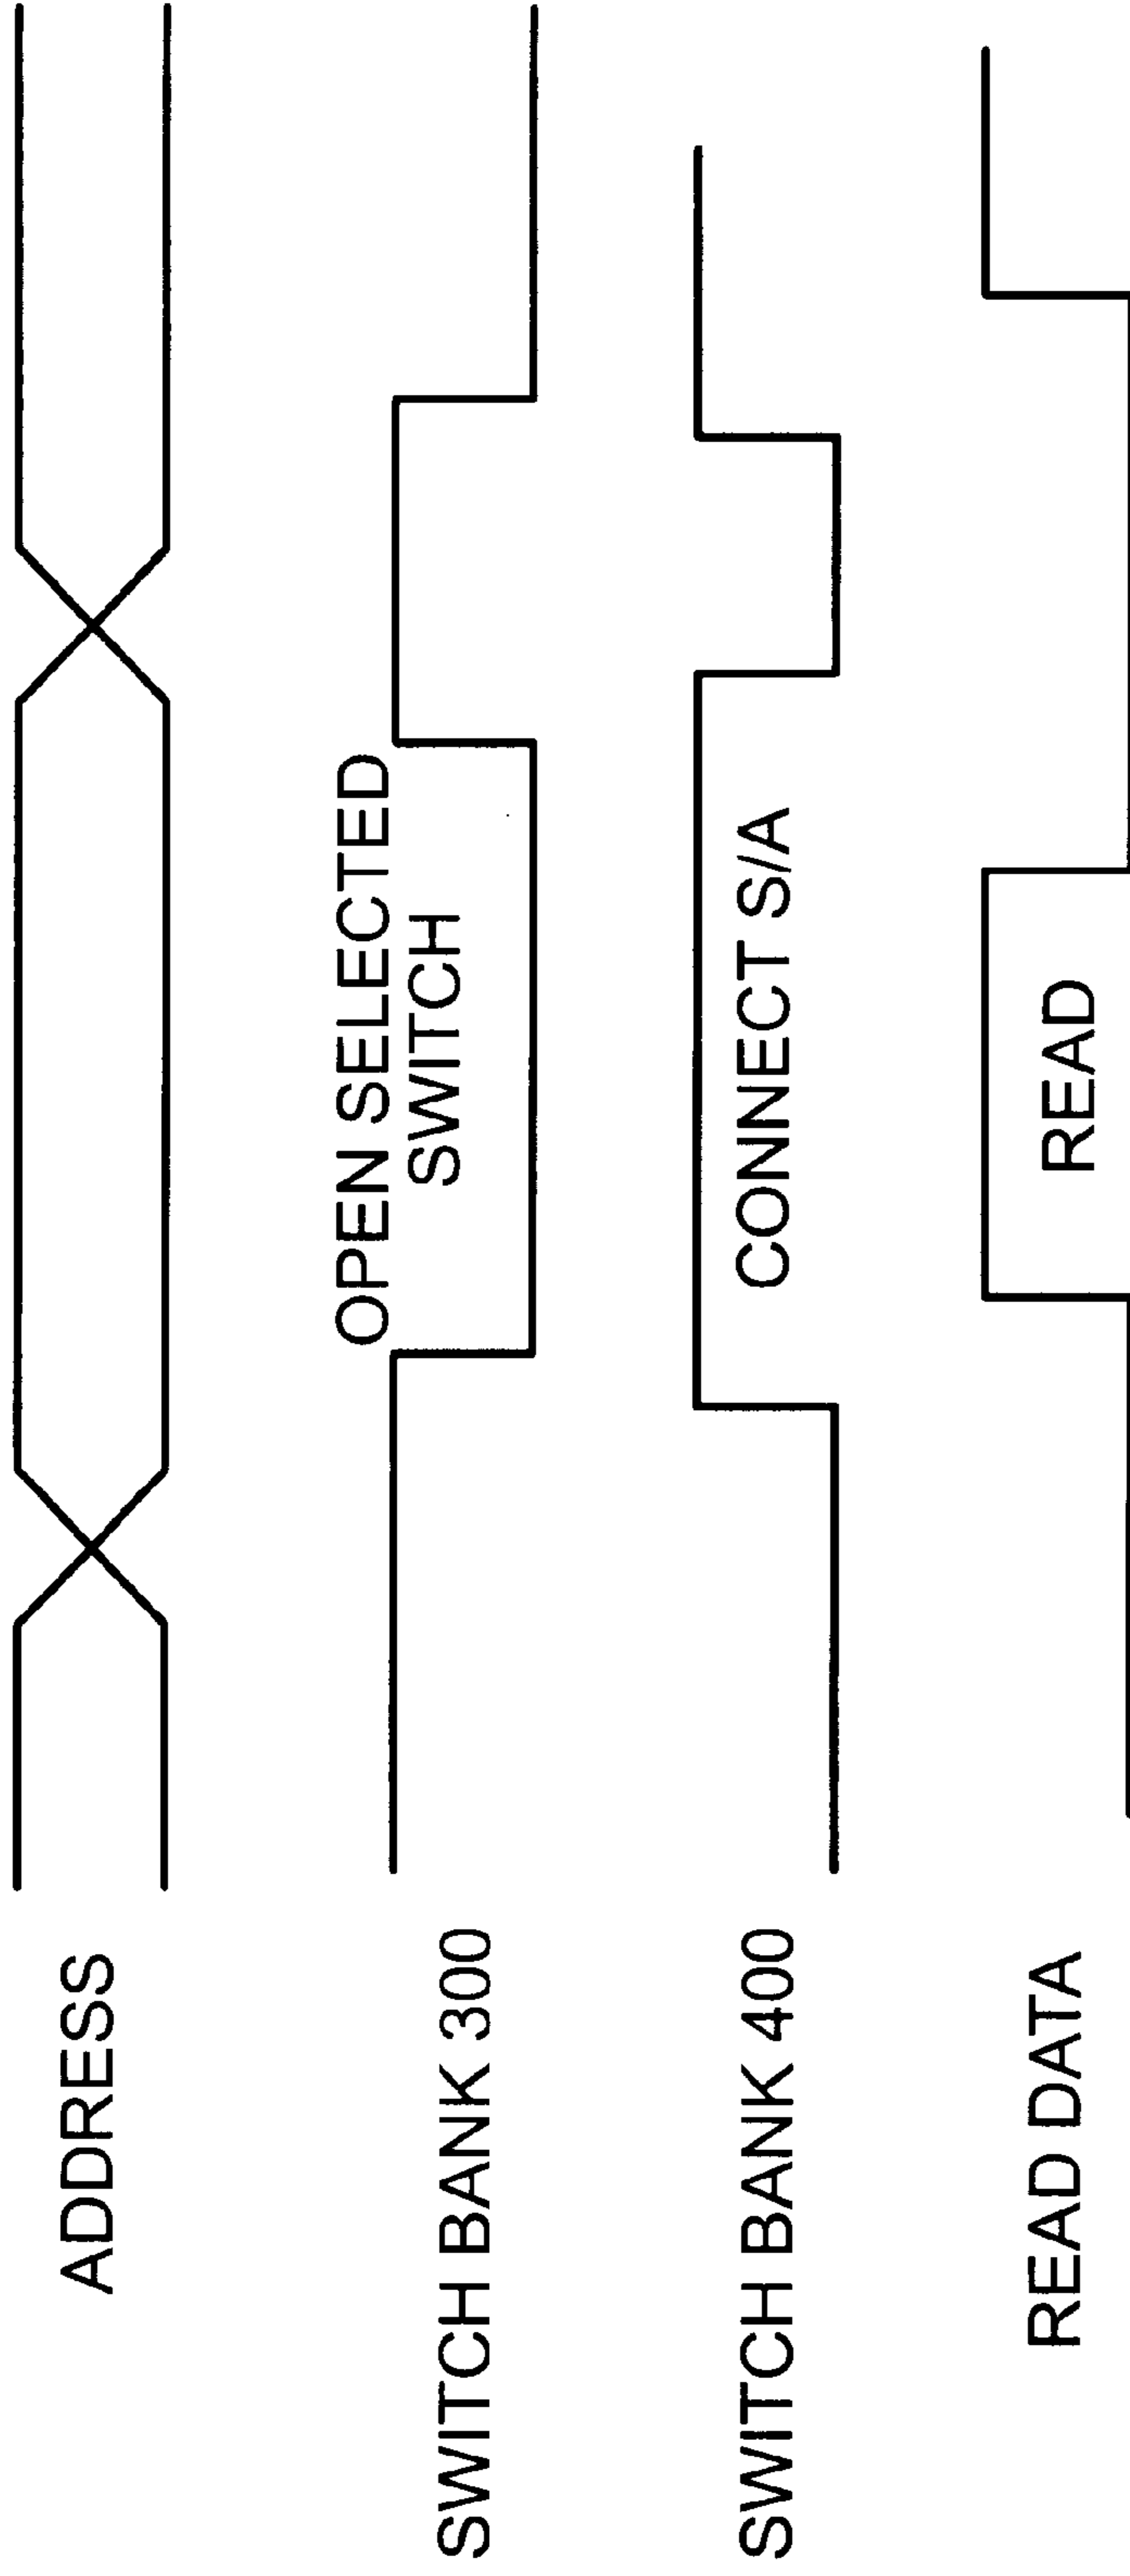 ADDRESS
SWITCH BANK 300
OPEN SELECTED
SWITCH
SWITCH BANK 400
CONNECT S/A
READ DATA
READ